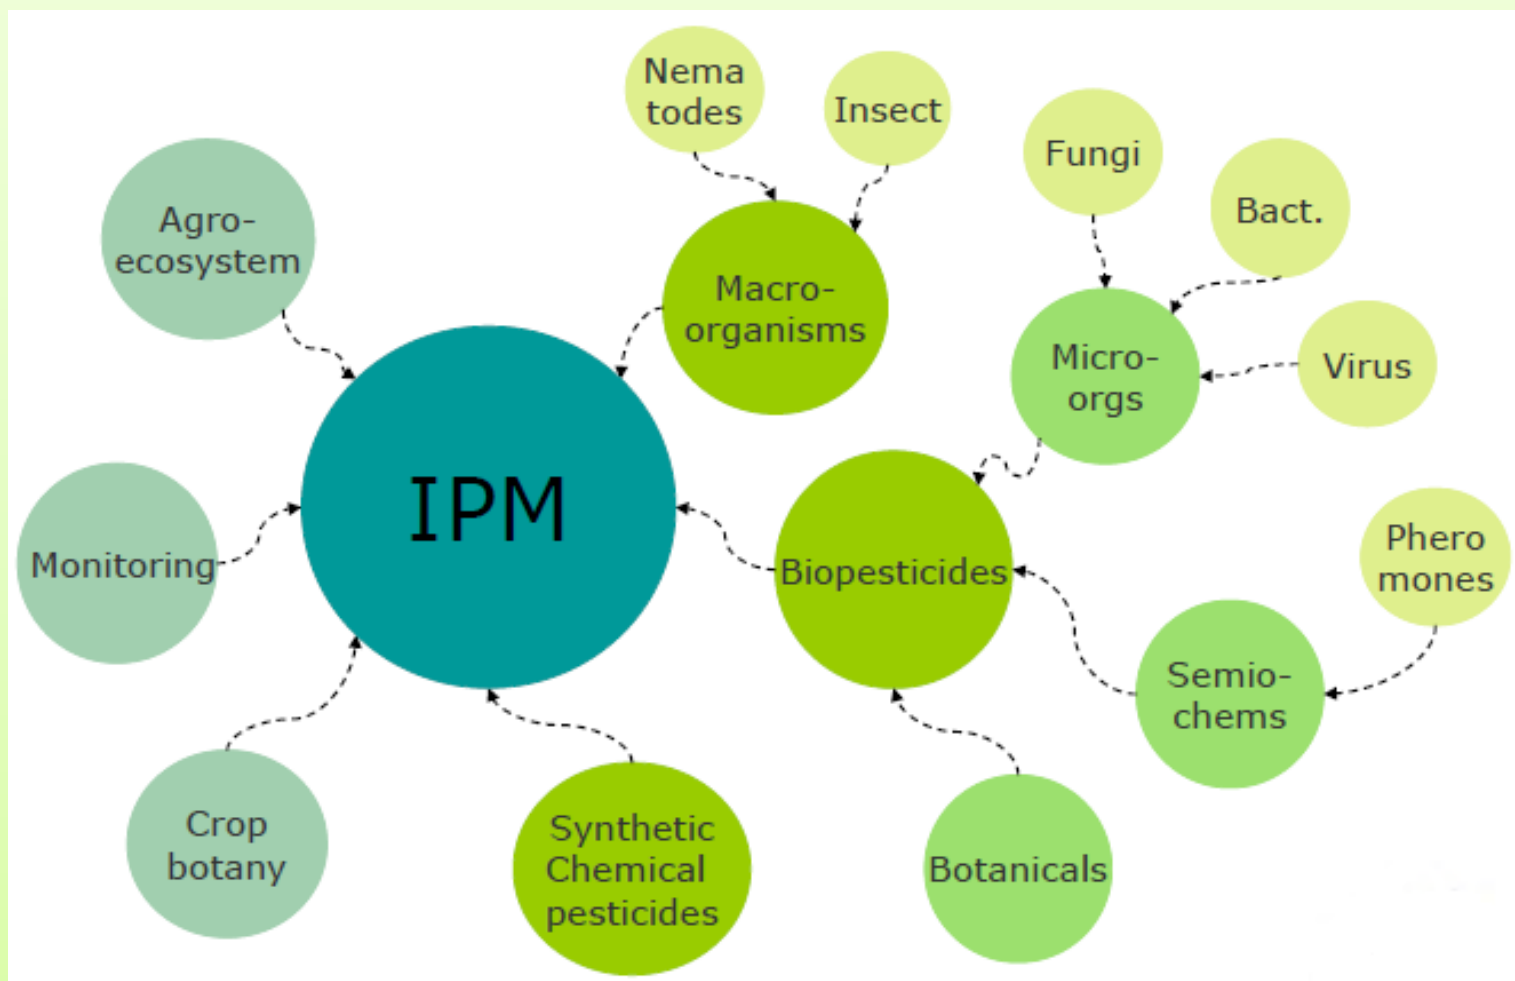 Nema
todes
Insect
Fungi
Bact.
Agro-
ecosystem
Macro-
organisms
Micro-
orgs
Virus
IPM
Monitoring
Biopesticides
Phero
mones
Semio-
chems
Crop
botany
Synthetic
Chemical
pesticides
Botanicals